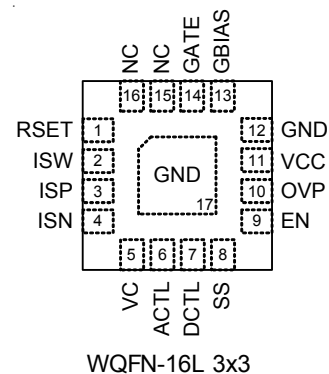 NC
NC
GATE
GBIAS
16
15
14
13
RSET 1
12 GND
ISW 2
11 VCC
ISP 3
10 OVP
ISN 4
9 EN
GND
17
5
6
7
8
VC
ACTL
DCTL
SS
WQFN-16L 3x3